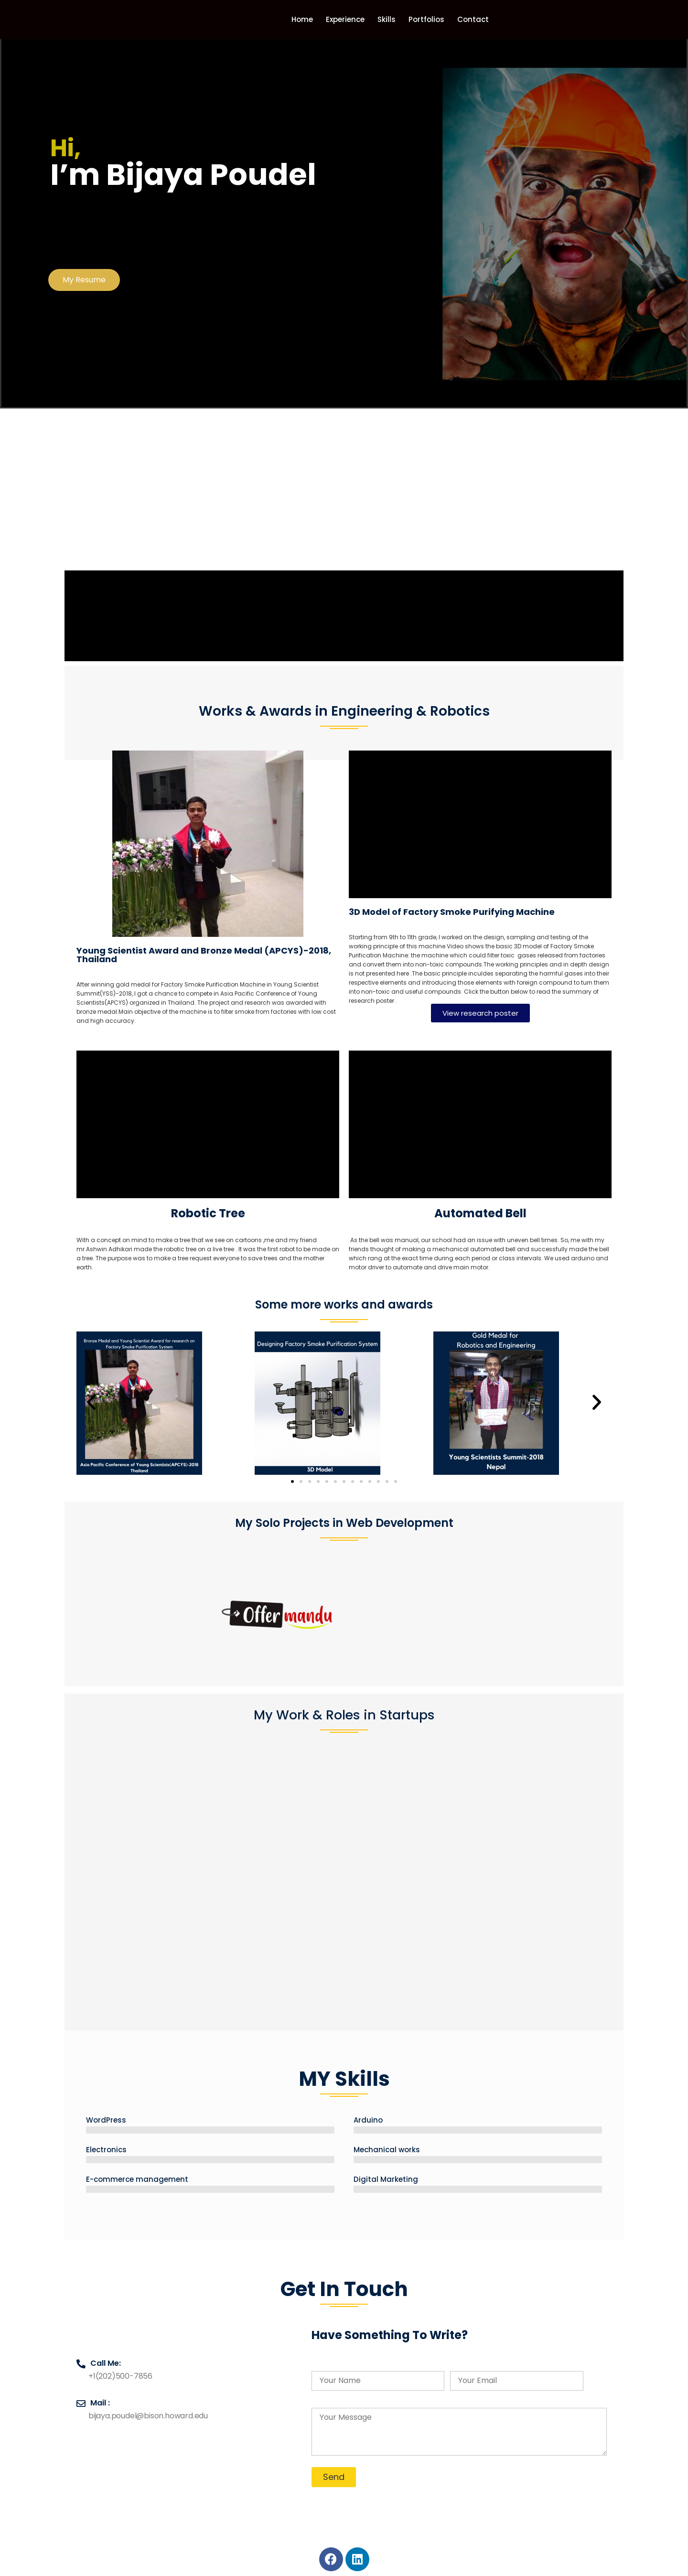 Home Experience Skills Portfolios Contact
Hi,
I'm Bijaya Poudel
My Resume
Works & Awards in Engineering & Robotics
Young Scientist Award and Bronze Medal (APCYS)-2018,
Thailand
After winning gold medal for Factory Smoke Purification Machine in Young Scientist
Summit(YSS)-2018, I got a chance to compete in Asia Pacific Conference of Young
Scientists(APCYS) organized in Thailand. The project and research was awarded with
bronze medal.Main objective of the machine is to filter smoke from factories with low cost
and high accuracy.
3D Model of Factory Smoke Purifying Machine
Starting from 9th to 11th grade, I worked on the design, sampling and testing of the
working principle of this machine.Video shows the basic 3D model of Factory Smoke
Purification Machine: the machine which could filter toxic gases released from factories
and convert them into non-toxic compounds.The working principles and in depth design
is not presented here .The basic principle inculdes separating the harmful gases into their
respective elements and introducing those elements with foreign compound to turn them
into non-toxic and useful compounds. Click the button below to read the summary of
research poster.
View research poster
Robotic Tree
With a concept on mind to make a tree that we see on cartoons ,me and my friend
mr.Ashwin Adhikari made the robotic tree on a live tree . It was the first robot to be made on
a tree. The purpose was to make a tree request everyone to save trees and the mother
earth.
Automated Bell
As the bell was manual, our school had an issue with uneven bell times. So, me with my
friends thought of making a mechanical automated bell and successfully made the bell
which rang at the exact time during each period or class intervals. We used arduino and
motor driver to automate and drive main motor.
Some more works and awards
Bronze Medal and Young Scientist Award for research on
Factory Smoke Purification System
Asia Pacific Conference of Young Scientists(APCYS)-2018
Thailand
Designing Factory Smoke Purification System
3D Model
Gold Medal for
Robotics and Engineering
Young Scientists Summit-2018
Nepal
My Solo Projects in Web Development
Offer mandu
My Work & Roles in Startups
MY Skills
WordPress
Arduino
Electronics
Mechanical works
E-commerce management
Digital Marketing
Get In Touch
Call Me:
+1(202)500-7856
Mail :
bijaya.poudel@bison.howard.edu
Have Something To Write?
Your Name
Your Email
Your Message
Send